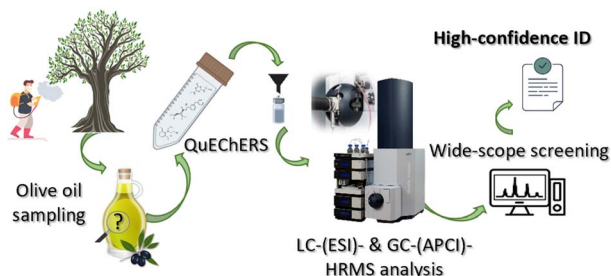 High-confidence ID
QuEChERS
Wide-scope screening
Olive oil
sampling
?
LC-(ESI)- & GC-(APCI)-
HRMS analysis